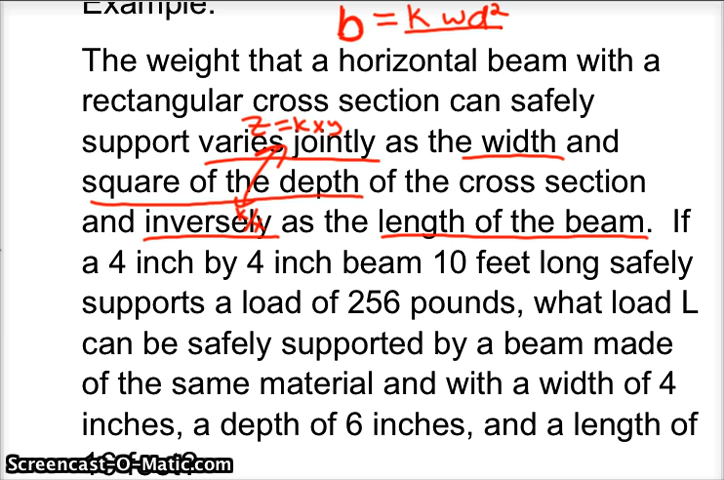 Example:
b = k w d²
The weight that a horizontal beam with a
rectangular cross section can safely
z = k x y
support varies jointly as the width and
square of the depth of the cross section
and inversely as the length of the beam. If
a 4 inch by 4 inch beam 10 feet long safely
supports a load of 256 pounds, what load L
can be safely supported by a beam made
of the same material and with a width of 4
inches, a depth of 6 inches, and a length of
Screencast-O-Matic.com